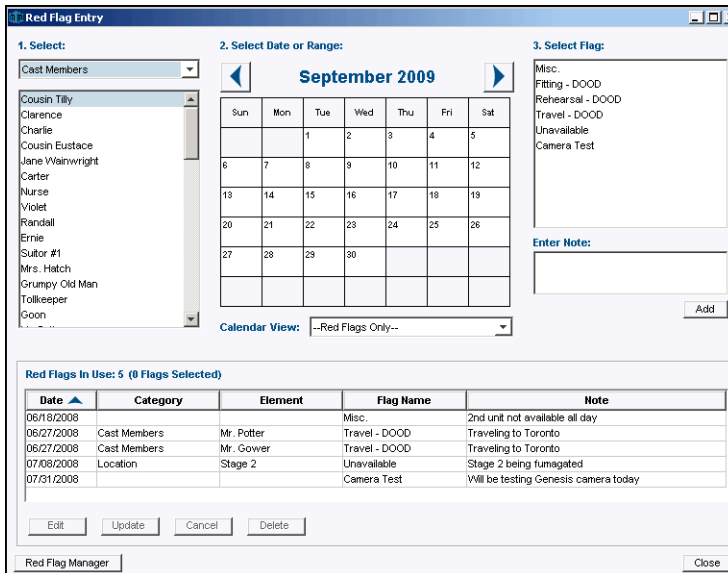 Red Flag Entry
1. Select:
2. Select Date or Range:
3. Select Flag:
Cast Members
Cousin Tilly
Clarence
Charlie
Cousin Eustace
Jane Wainwright
Carter
Nurse
Violet
Randall
Ernie
Suitor #1
Mrs. Hatch
Grumpy Old Man
Tollkeeper
Goon
September 2009
Sun Mon Tue Wed Thu Fri Sat
1 2 3 4 5
6 7 8 9 10 11 12
13 14 15 16 17 18 19
20 21 22 23 24 25 26
27 28 29 30
Calendar View: --Red Flags Only--
Misc.
Fitting - DOOD
Rehearsal - DOOD
Travel - DOOD
Unavailable
Camera Test
Enter Note:
Add
Red Flags In Use: 5 (0 Flags Selected)
Date Category Element Flag Name Note
06/18/2008 Misc. 2nd unit not available all day
06/27/2008 Cast Members Mr. Potter Travel - DOOD Traveling to Toronto
06/27/2008 Cast Members Mr. Gower Travel - DOOD Traveling to Toronto
07/08/2008 Location Stage 2 Unavailable Stage 2 being fumagated
07/31/2008 Camera Test Will be testing Genesis camera today
Edit Update Cancel Delete
Red Flag Manager Close